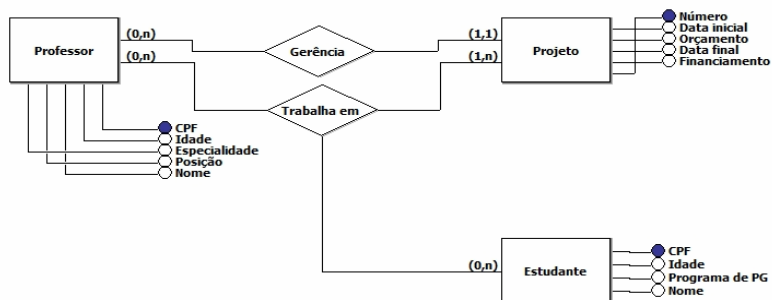 Professor
(0,n)
(0,n)
Gerência
(1,1)
(1,n)
Projeto
Número
Data inicial
Orçamento
Data final
Financiamento
Trabalha em
CPF
Idade
Especialidade
Posição
Nome
(0,n)
Estudante
CPF
Idade
Programa de PG
Nome